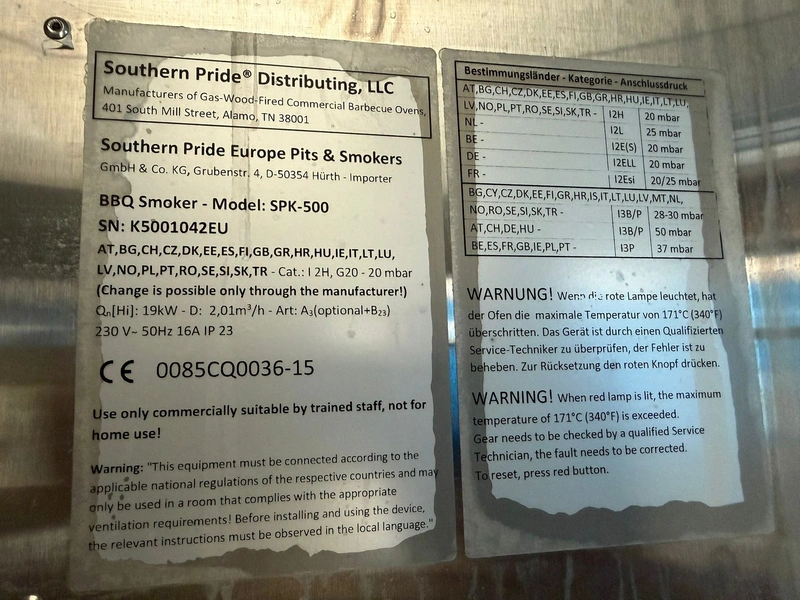 Southern Pride® Distributing, LLC
Manufacturers of Gas-Wood-Fired Commercial Barbecue Ovens,
401 South Mill Street, Alamo, TN 38001
Southern Pride Europe Pits & Smokers
GmbH & Co. KG, Grubenstr. 4, D-50354 Hürth - Importer
BBQ Smoker - Model: SPK-500
SN: K5001042EU
AT,BG,CH,CZ,DK,EE,ES,FI,GB,GR,HR,HU,IE,IT,LT,LU,
LV,NO,PL,PT,RO,SE,SI,SK,TR - Cat.: I 2H, G20 - 20 mbar
(Change is possible only through the manufacturer!)
Qn[Hi]: 19kW - D: 2,01m³/h - Art: A3(optional+B23)
230 V~ 50Hz 16A IP 23
CE 0085CQ0036-15
Use only commercially suitable by trained staff, not for
home use!
Warning: "This equipment must be connected according to the
applicable national regulations of the respective countries and may
only be used in a room that complies with the appropriate
ventilation requirements! Before installing and using the device,
the relevant instructions must be observed in the local language."
Bestimmungsländer - Kategorie - Anschlussdruck
AT,BG,CH,CZ,DK,EE,ES,FI,GB,GR,HR,HU,IE,IT,LT,LU,
LV,NO,PL,PT,RO,SE,SI,SK,TR - I2H 20 mbar
NL - I2L 25 mbar
BE - I2E(S) 20 mbar
DE - I2ELL 20 mbar
FR - I2Esi 20/25 mbar
BG,CY,CZ,DK,EE,FI,GR,HR,IS,IT,LT,LU,LV,MT,NL,
NO,RO,SE,SI,SK,TR - I3B/P 28-30 mbar
AT,CH,DE,HU - I3B/P 50 mbar
BE,ES,FR,GB,IE,PL,PT - I3P 37 mbar
WARNUNG! Wenn die rote Lampe leuchtet, hat
der Ofen die maximale Temperatur von 171°C (340°F)
überschritten. Das Gerät ist durch einen Qualifizierten
Service-Techniker zu überprüfen, der Fehler ist zu
beheben. Zur Rücksetzung den roten Knopf drücken.
WARNING! When red lamp is lit, the maximum
temperature of 171°C (340°F) is exceeded.
Gear needs to be checked by a qualified Service
Technician, the fault needs to be corrected.
To reset, press red button.